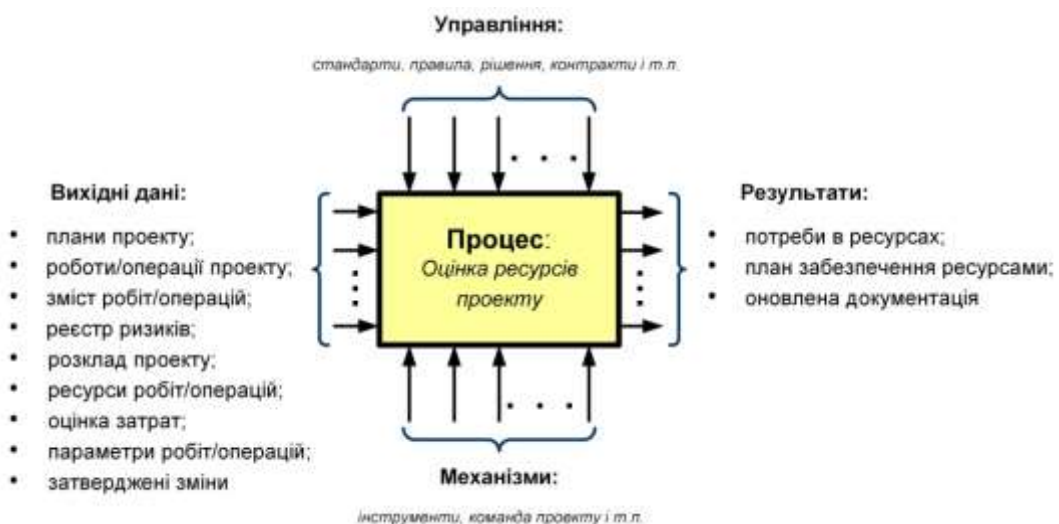 Управління:
стандарти, правила, рішення, контракти і т.п.
Вихідні дані:
• плани проекту;
• роботи/операції проекту;
• зміст робіт/операцій;
• реєстр ризиків;
• розклад проекту;
• ресурси робіт/операцій;
• оцінка затрат;
• параметри робіт/операцій;
• затверджені зміни
Процес:
Оцінка ресурсів
проекту
Результати:
• потреби в ресурсах;
• план забезпечення ресурсами;
• оновлена документація
Механізми:
інструменти, команда проекту і т.п.